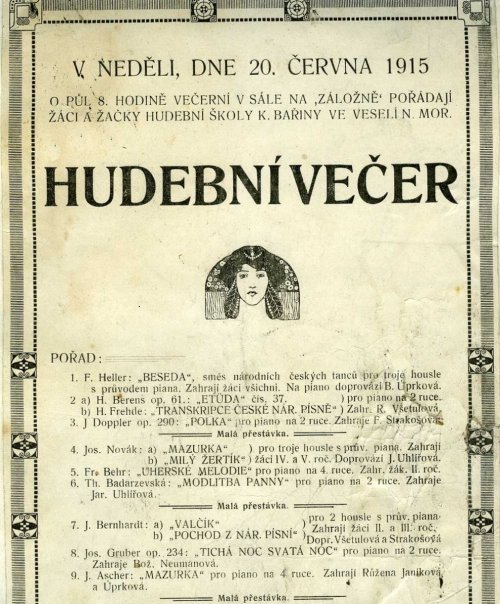 V NEDĚLI, DNE 20. ČERVNA 1915
O PŮL 8. HODINĚ VEČERNÍ V SÁLE NA ‚ZÁLOŽNĚ‘ POŘÁDAJÍ
ŽÁCI A ŽAČKY HUDEBNÍ ŠKOLY K. BAŘINY VE VESELÍ N. MOR.
HUDEBNÍ VEČER
POŘAD:
1. F. Heller: „BESEDA“, směs národních českých tanců pro troje housle
s průvodem piana. Zahrají žáci všichni. Na piano doprovází B. Úprková.
2 a) H. Berens op. 61.: „ETŮDA“ čis, 37. ) pro piano na 2 ruce.
b) H. Frehde: „TRANSKRIPCE ČESKÉ NÁR. PÍSNĚ“) Zahr. R. Všetulová.
3. J Doppler op. 290: „POLKA“ pro piano na 2 ruce. Zahraje F. Strakošová.
Malá přestávka.
4. Jos. Novák: a) „MAZURKA“ ) pro troje housle s prův. piana. Zahrají
b) „MILÝ ŽERTÍK“) žáci IV. a V. roč. Doprovází J. Uhlířová.
5. Fr. Behr: „UHERSKÉ MELODIE“ pro piano na 4. ruce. Zahr. žák. II. roč.
6. Th. Badarzevská: „MODLITBA PANNY“ pro piano na 2 ruce. Zahraje
Jar. Uhlířová.
Malá přestávka.
7. J. Bernhardt: a) „VALČÍK“ ) pro 2 housle s prův. piana
b) „POCHOD Z NÁR. PÍSNÍ“) Zahrají žáci II. a III. roč.
Dopr. Všetulová a Strakošová
8. Jos. Gruber op. 234: „TICHÁ NOC SVATÁ NOC“ pro piano na 2 ruce.
Zahraje Bož. Neumanová.
9. J. Ascher: „MAZURKA“ pro piano na 4 ruce. Zahrají Růžena Janíková
a Úprková.
Malá přestávka.